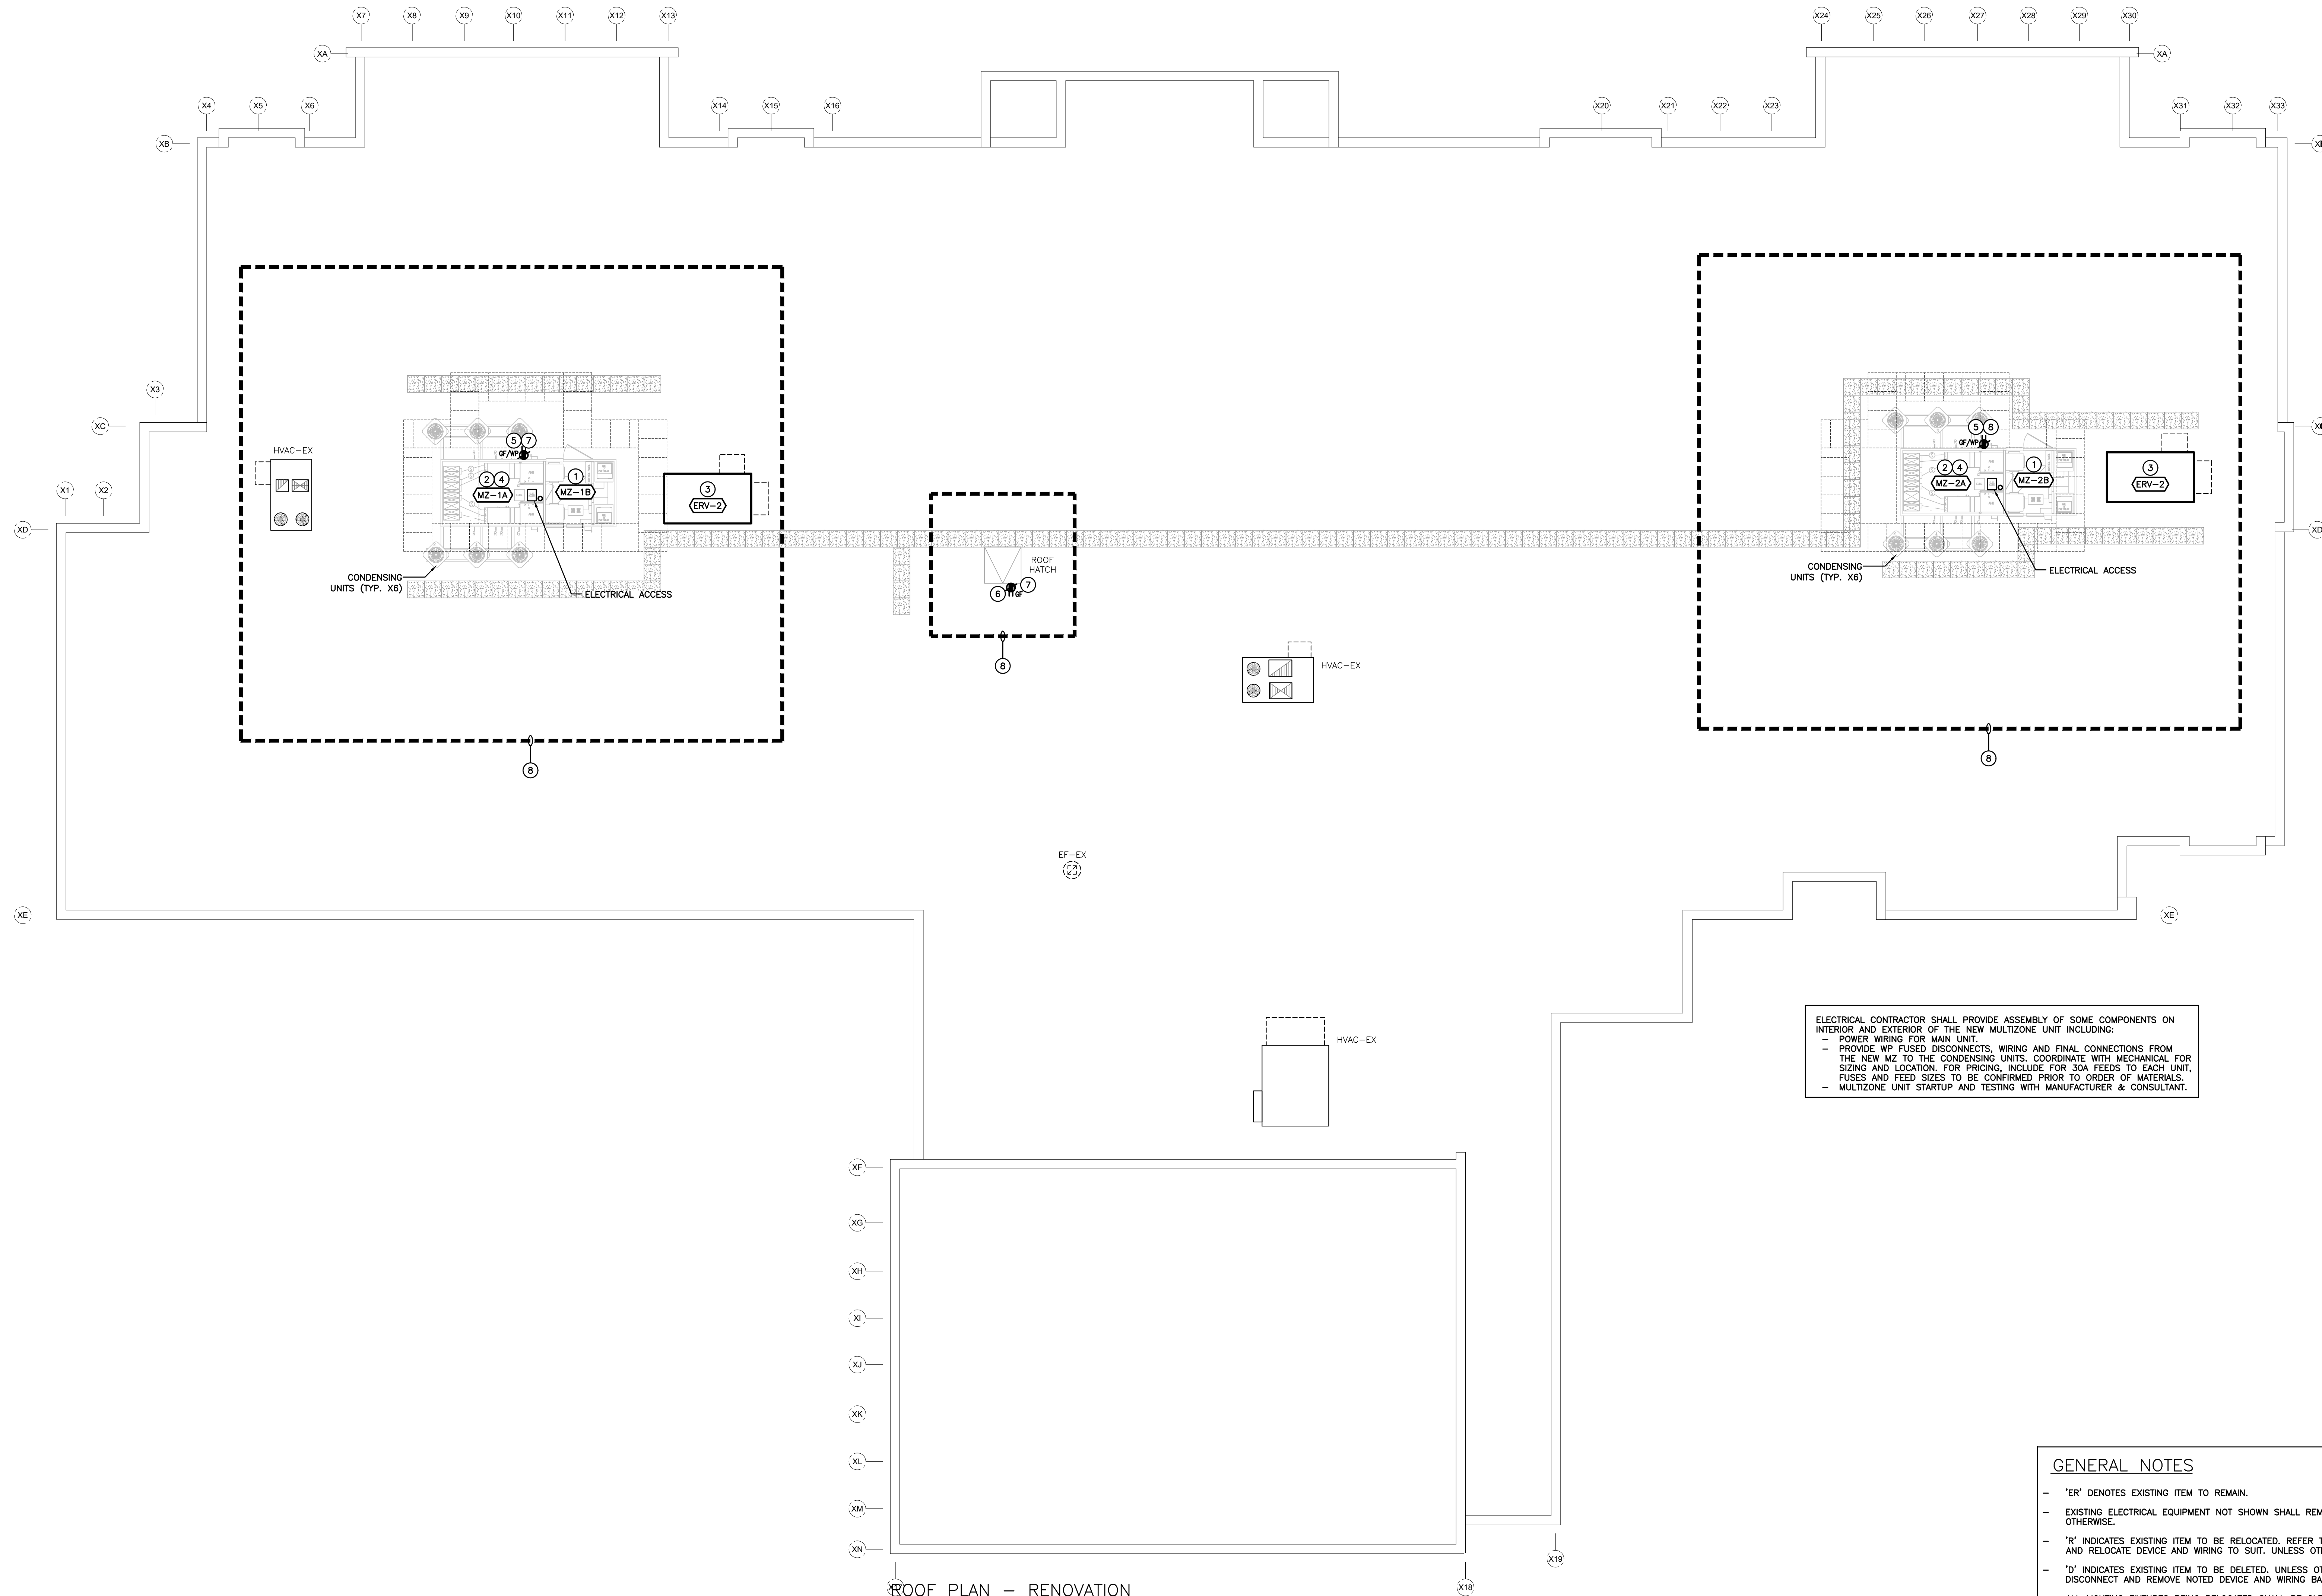 X7 X8 X9 X10 X11 X12 X13 X24 X25 X26 X27 X28 X29 X30
XA XA
X4 X5 X6 X14 X15 X16 X20 X21 X22 X23 X31 X32 X33
XB
X3
XC
X1 X2
XD XD
HVAC-EX
5 7
GF/WP
2 4 1
MZ-1A MZ-1B
3
ERV-2
CONDENSING
UNITS (TYP. X6)
ELECTRICAL ACCESS
8
ROOF
HATCH
6 GF 7
8
HVAC-EX
5 8
GF/WP
2 4 1
MZ-2A MZ-2B
3
ERV-2
CONDENSING
UNITS (TYP. X6)
ELECTRICAL ACCESS
8
EF-EX
XE XE
HVAC-EX
ELECTRICAL CONTRACTOR SHALL PROVIDE ASSEMBLY OF SOME COMPONENTS ON
INTERIOR AND EXTERIOR OF THE NEW MULTIZONE UNIT INCLUDING:
- POWER WIRING FOR MAIN UNIT.
- PROVIDE WP FUSED DISCONNECTS, WIRING AND FINAL CONNECTIONS FROM
THE NEW MZ TO THE CONDENSING UNITS. COORDINATE WITH MECHANICAL FOR
SIZING AND LOCATION. FOR PRICING, INCLUDE FOR 30A FEEDS TO EACH UNIT,
FUSES AND FEED SIZES TO BE CONFIRMED PRIOR TO ORDER OF MATERIALS.
- MULTIZONE UNIT STARTUP AND TESTING WITH MANUFACTURER & CONSULTANT.
XF
XG
XH
XI
XJ
XK
XL
XM
XN
X18
X19
ROOF PLAN - RENOVATION
GENERAL NOTES
- 'ER' DENOTES EXISTING ITEM TO REMAIN.
- EXISTING ELECTRICAL EQUIPMENT NOT SHOWN SHALL REM
OTHERWISE.
- 'R' INDICATES EXISTING ITEM TO BE RELOCATED. REFER T
AND RELOCATE DEVICE AND WIRING TO SUIT. UNLESS OT
- 'D' INDICATES EXISTING ITEM TO BE DELETED. UNLESS O
DISCONNECT AND REMOVE NOTED DEVICE AND WIRING BA